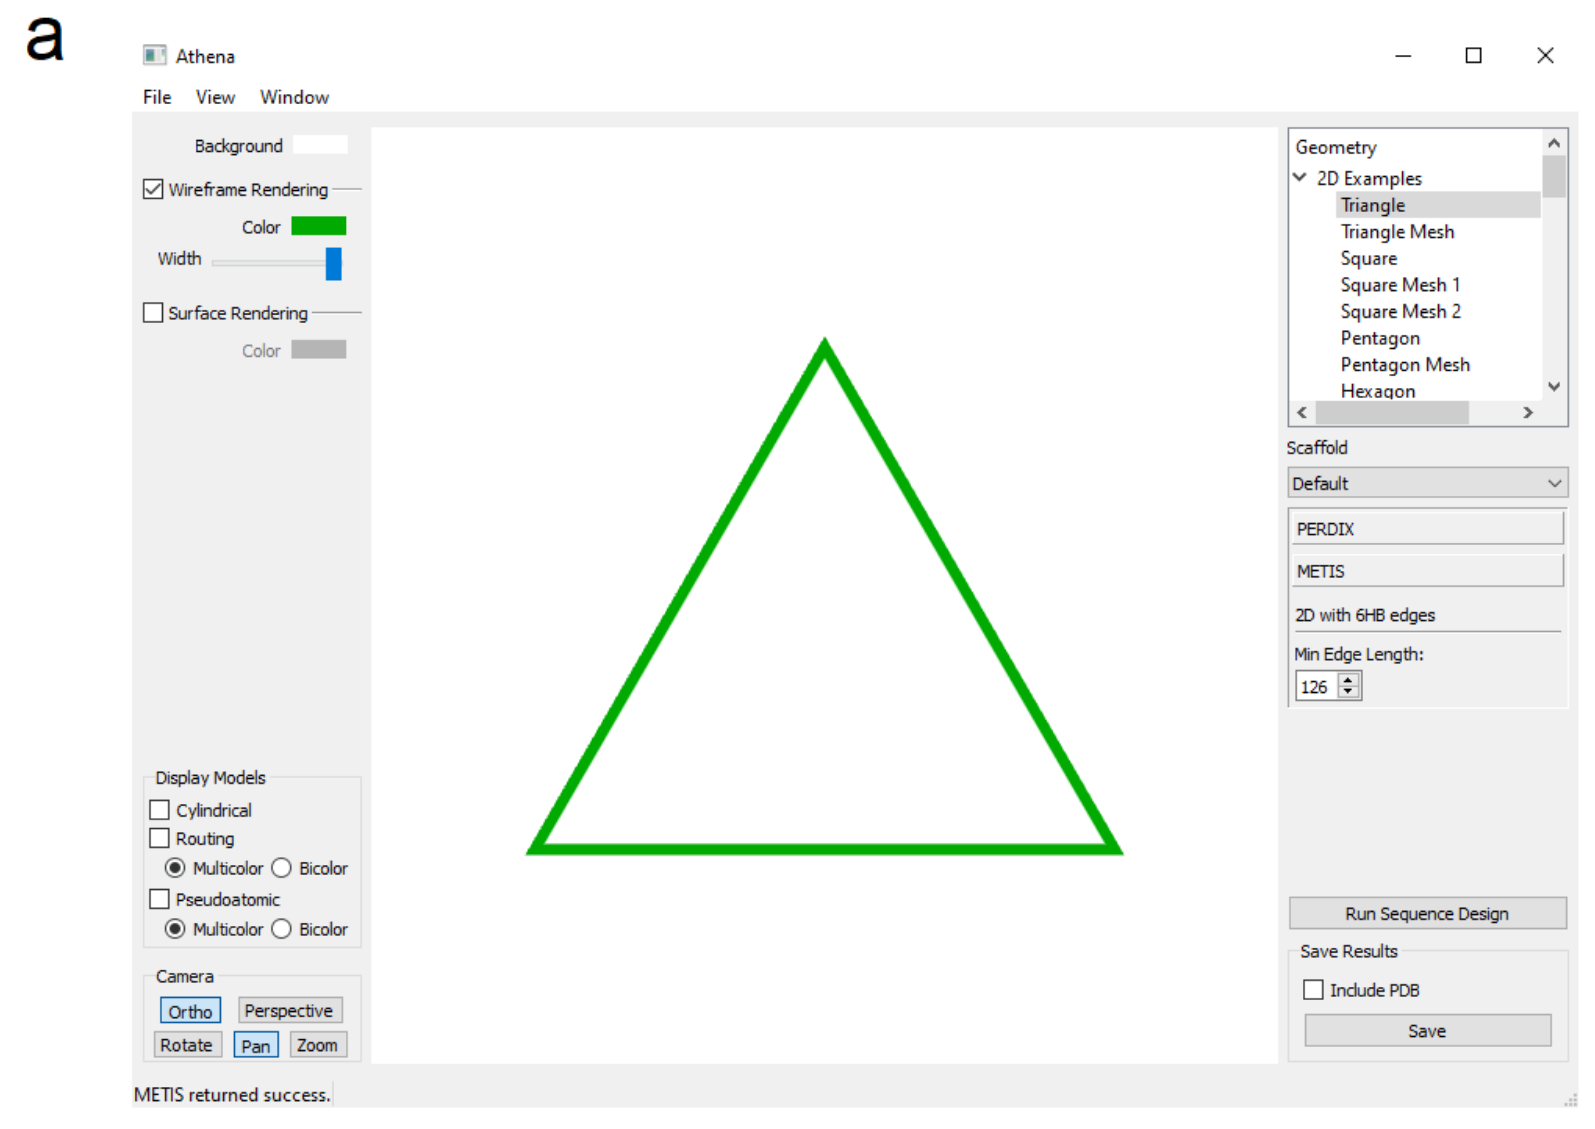 a
Athena
File View Window
Background
Wireframe Rendering
Color
Width
Surface Rendering
Color
Display Models
Cylindrical
Routing
Multicolor Bicolor
Pseudoatomic
Multicolor Bicolor
Camera
Ortho Perspective
Rotate Pan Zoom
METIS returned success.
Geometry
2D Examples
Triangle
Triangle Mesh
Square
Square Mesh 1
Square Mesh 2
Pentagon
Pentagon Mesh
Hexagon
Scaffold
Default
PERDIX
METIS
2D with 6HB edges
Min Edge Length:
126
Run Sequence Design
Save Results
Include PDB
Save